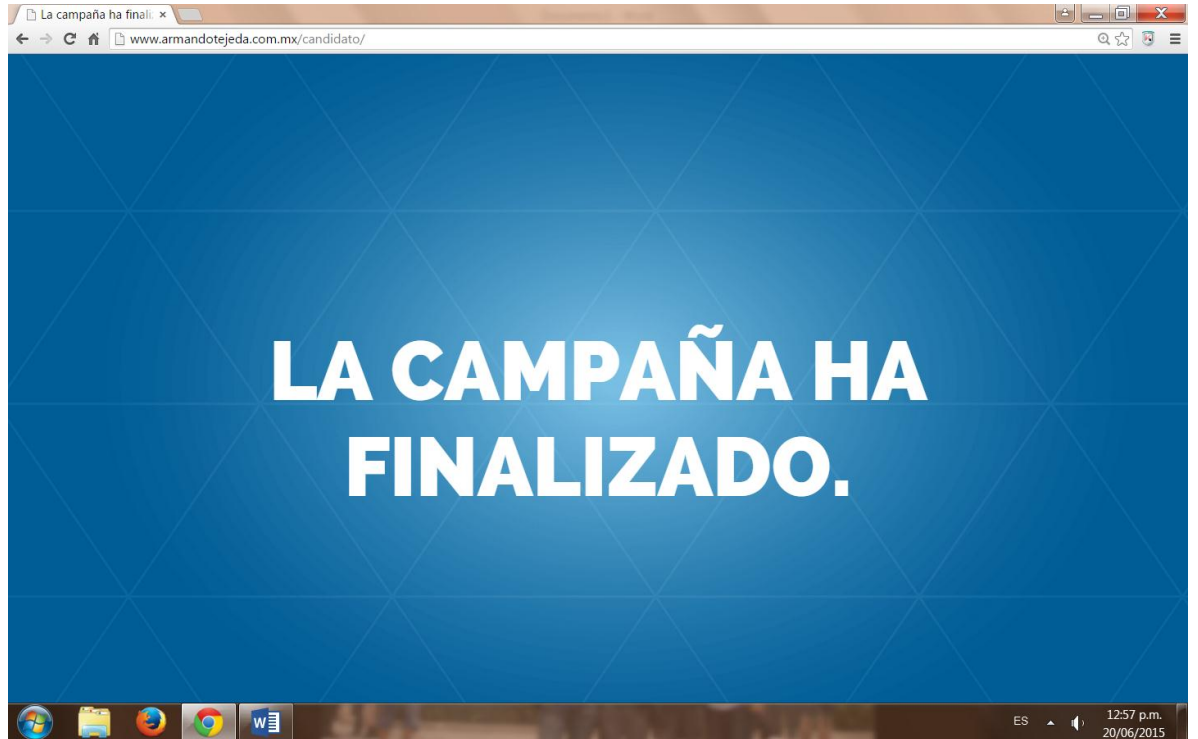 La campaña ha finali
www.armandotejeda.com.mx/candidato/
LA CAMPAÑA HA
FINALIZADO.
ES
12:57 p.m.
20/06/2015